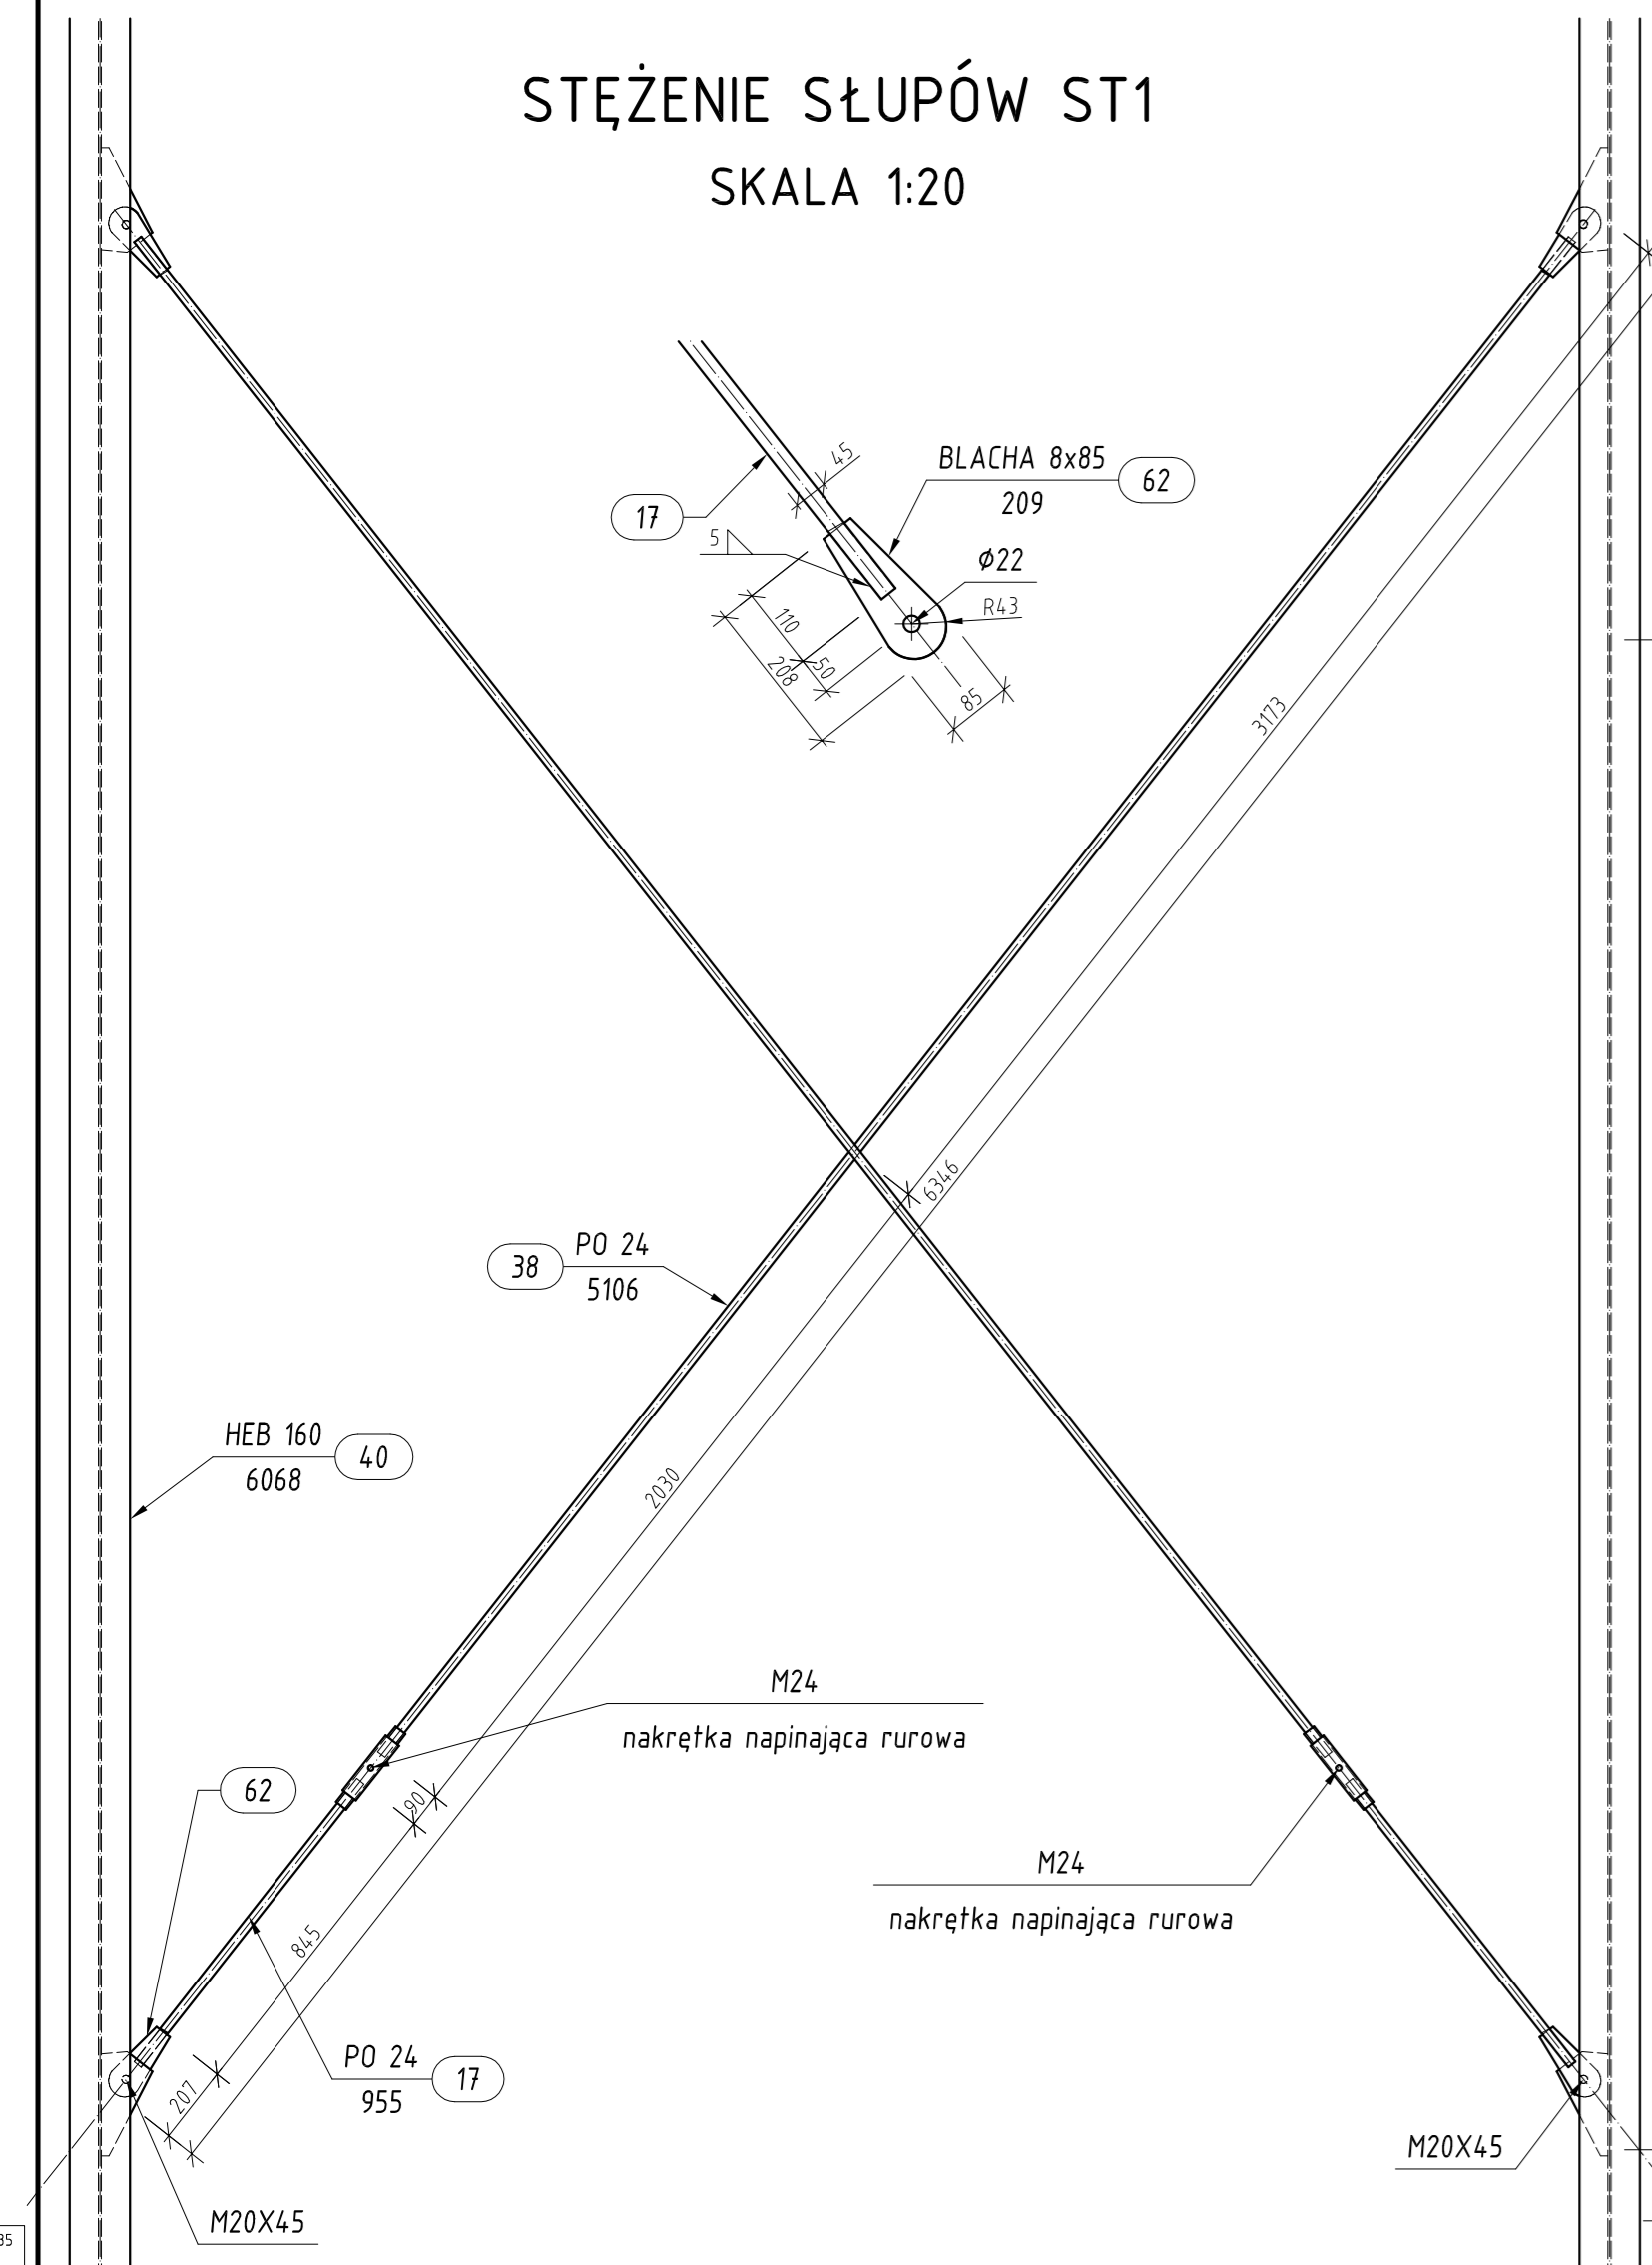 STĘŻENIE SŁUPÓW ST1
SKALA 1:20
45
BLACHA 8x85
62
209
17
5
Ø22
R43
110
50
208
85
3173
6346
PO 24
38
5106
HEB 160
40
6068
2030
M24
nakrętka napinająca rurowa
62
90
M24
nakrętka napinająca rurowa
845
PO 24
17
955
207
M20X45
M20X45